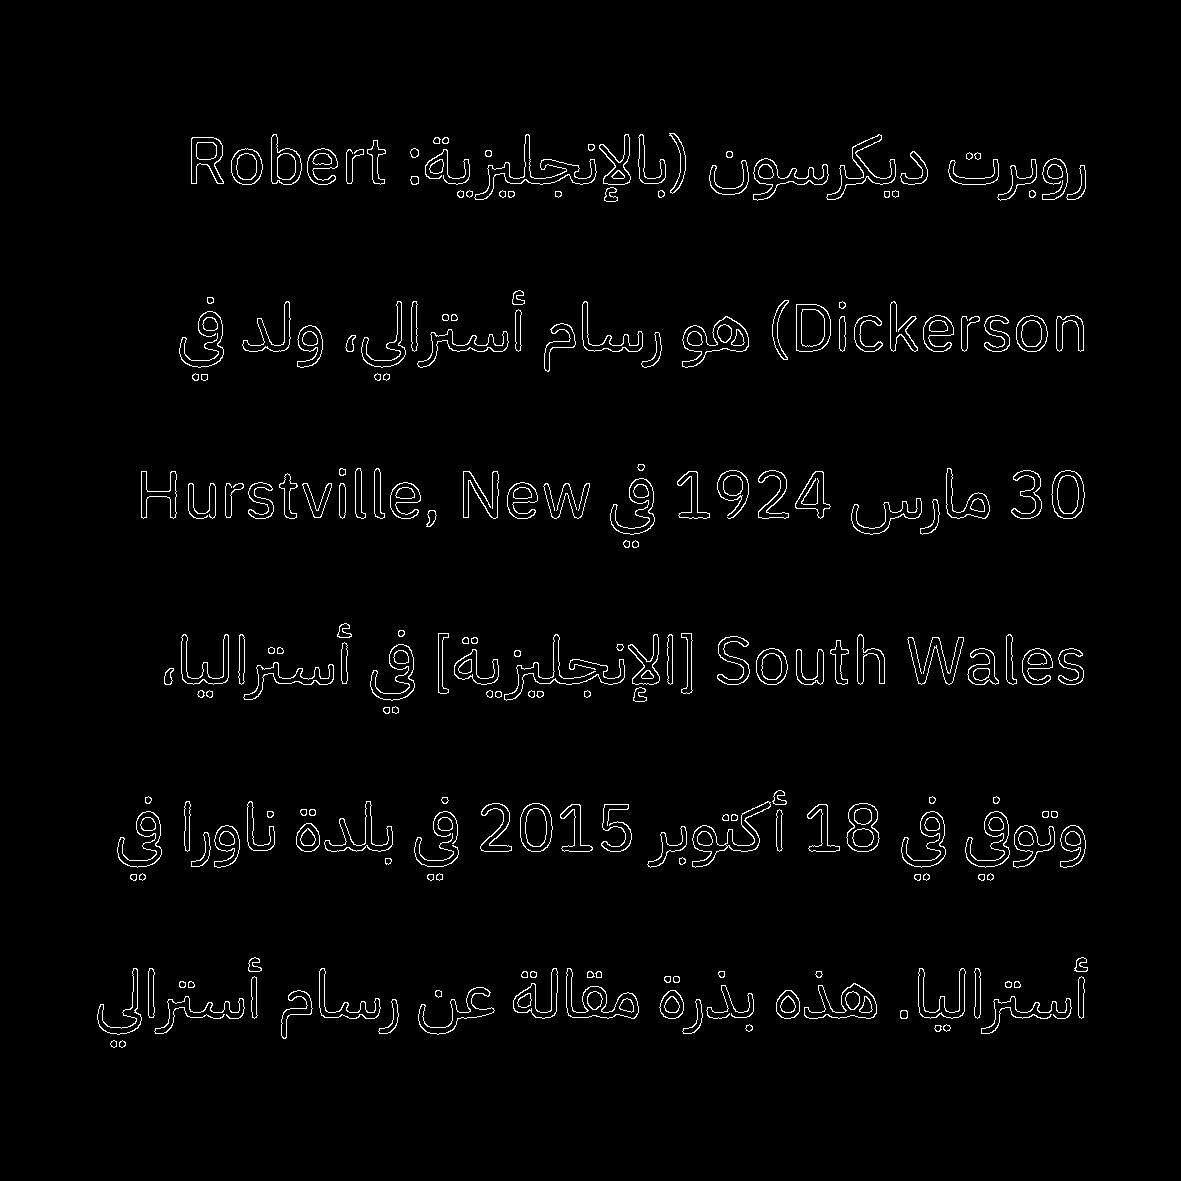 روبرت ديكرسون (بالإنجليزية: Robert
Dickerson) هو رسام أسترالي، ولد في
30 مارس 1924 في Hurstville, New
South Wales [الإنجليزية] في أستراليا،
وتوفي في 18 أكتوبر 2015 في بلدة ناورا في
أستراليا. هذه بذرة مقالة عن رسام أسترالي